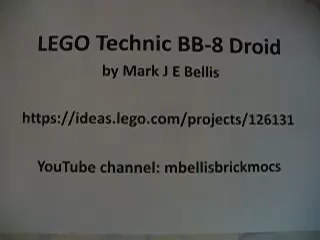 LEGO Technic BB-8 Droid
by Mark J E Bellis
https://ideas.lego.com/projects/126131
YouTube channel: mbellisbrickmocs